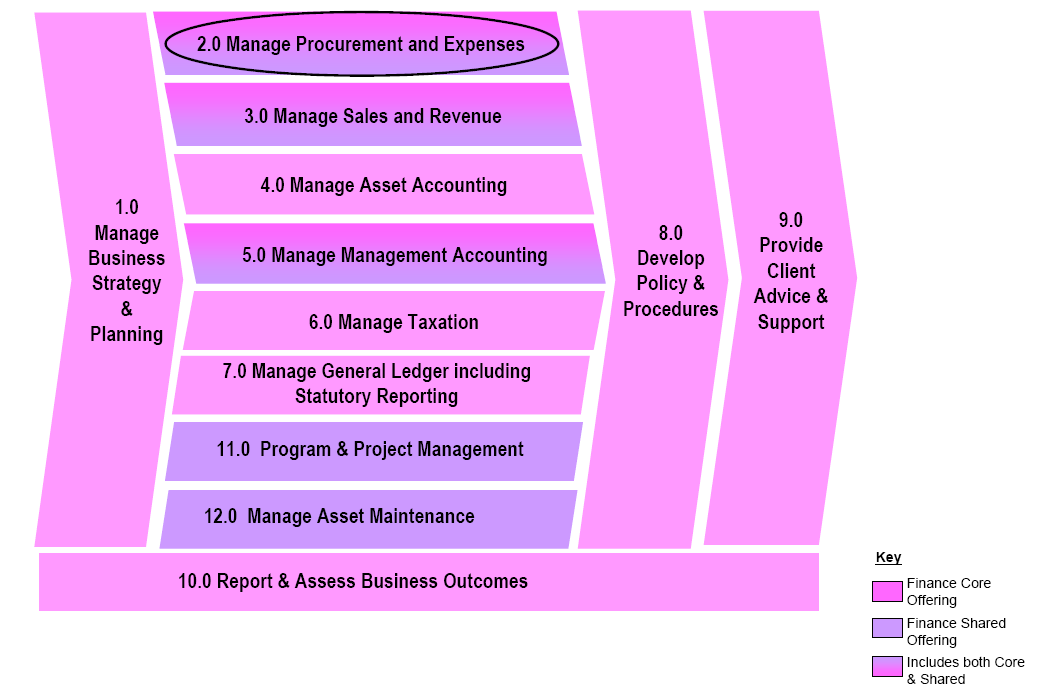 2.0 Manage Procurement and Expenses
3.0 Manage Sales and Revenue
4.0 Manage Asset Accounting
5.0 Manage Management Accounting
6.0 Manage Taxation
7.0 Manage General Ledger including
Statutory Reporting
11.0 Program & Project Management
12.0 Manage Asset Maintenance
1.0
Manage
Business
Strategy
&
Planning
8.0
Develop
Policy &
Procedures
9.0
Provide
Client
Advice &
Support
10.0 Report & Assess Business Outcomes
Key
Finance Core
Offering
Finance Shared
Offering
Includes both Core
& Shared